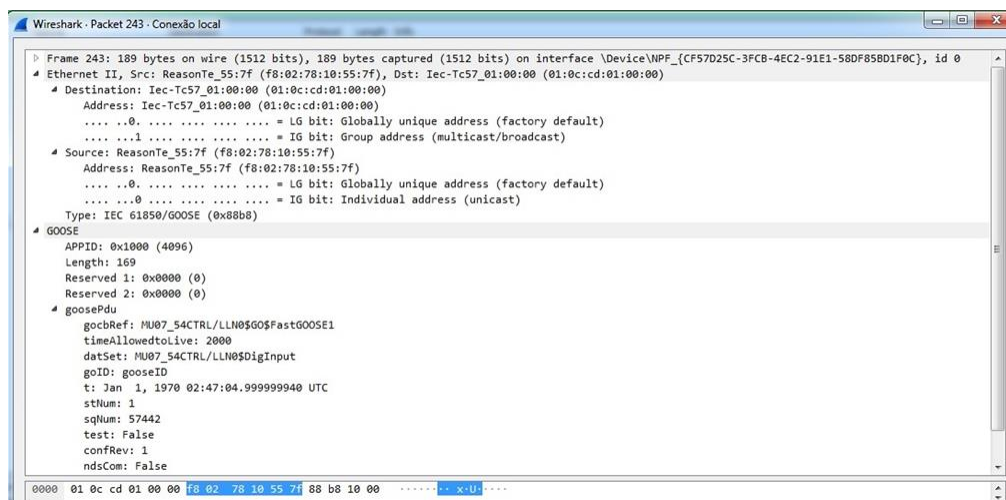 Wireshark · Packet 243 · Conexão local
Frame 243: 189 bytes on wire (1512 bits), 189 bytes captured (1512 bits) on interface \Device\NPF_{CF57D25C-3FCB-4EC2-91E1-58DF85BD1F0C}, id 0
Ethernet II, Src: ReasonTe_55:7f (f8:02:78:10:55:7f), Dst: Iec-Tc57_01:00:00 (01:0c:cd:01:00:00)
Destination: Iec-Tc57_01:00:00 (01:0c:cd:01:00:00)
Address: Iec-Tc57_01:00:00 (01:0c:cd:01:00:00)
.... ..0. .... .... .... .... = LG bit: Globally unique address (factory default)
.... ...1 .... .... .... .... = IG bit: Group address (multicast/broadcast)
Source: ReasonTe_55:7f (f8:02:78:10:55:7f)
Address: ReasonTe_55:7f (f8:02:78:10:55:7f)
.... ..0. .... .... .... .... = LG bit: Globally unique address (factory default)
.... ...0 .... .... .... .... = IG bit: Individual address (unicast)
Type: IEC 61850/GOOSE (0x88b8)
GOOSE
APPID: 0x1000 (4096)
Length: 169
Reserved 1: 0x0000 (0)
Reserved 2: 0x0000 (0)
goosePdu
gocbRef: MU07_54CTRL/LLN0$GO$FastGOOSE1
timeAllowedtoLive: 2000
datSet: MU07_54CTRL/LLN0$DigInput
goID: gooseID
t: Jan  1, 1970 02:47:04.999999940 UTC
stNum: 1
sqNum: 57442
test: False
confRev: 1
ndsCom: False
0000 01 0c cd 01 00 00 f8 02 78 10 55 7f 88 b8 10 00 ········ x·U·····